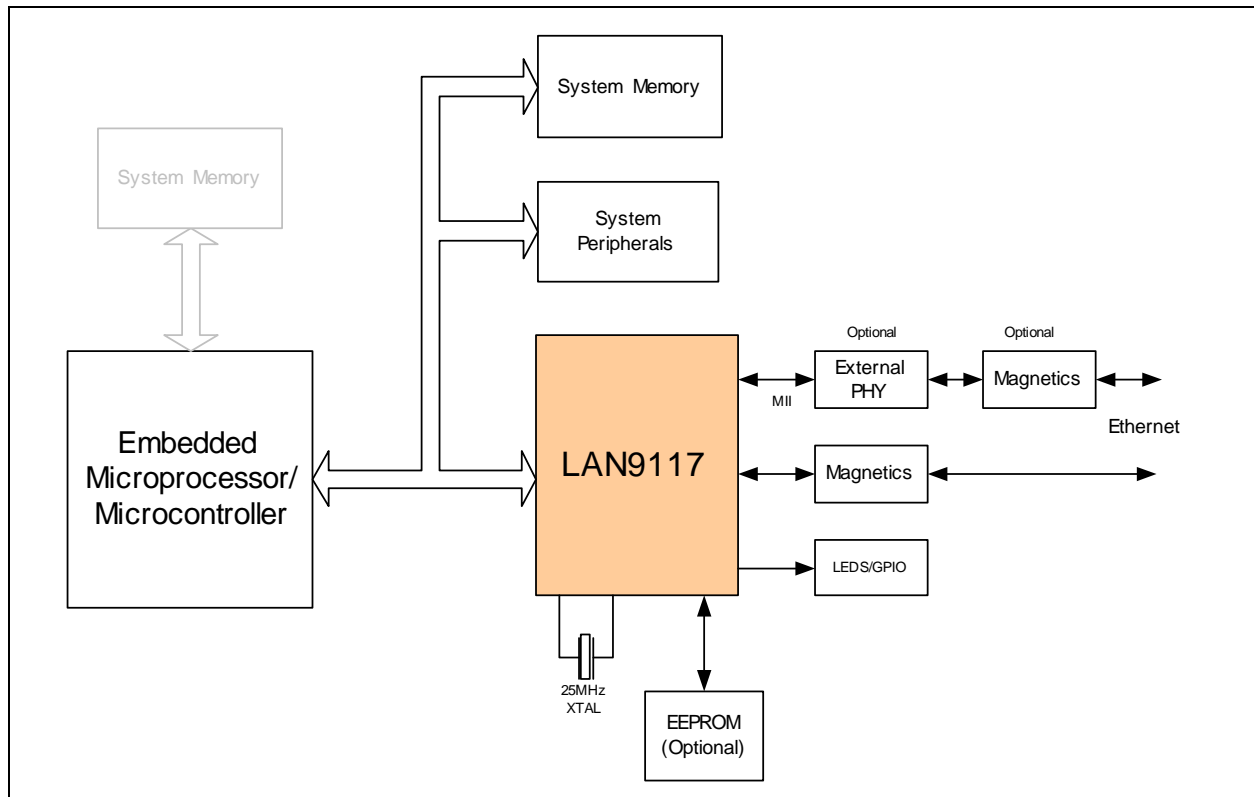 System Memory
System Memory
System
Peripherals
Optional
Optional
External
PHY
Magnetics
MII
Ethernet
Embedded
Microprocessor/
Microcontroller
LAN9117
Magnetics
LEDS/GPIO
25MHz
XTAL
EEPROM
(Optional)